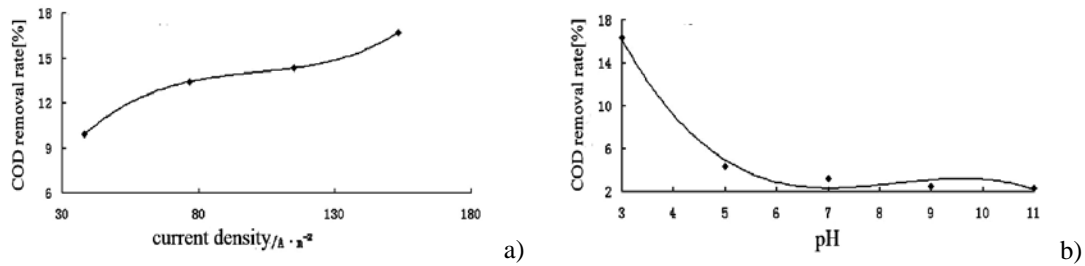 18
15
12
9
6
COD removal rate[%]
30 80 130 180
current density/A · m⁻²
a)
18
14
10
6
2
COD removal rate[%]
3 4 5 6 7 8 9 10 11
pH
b)